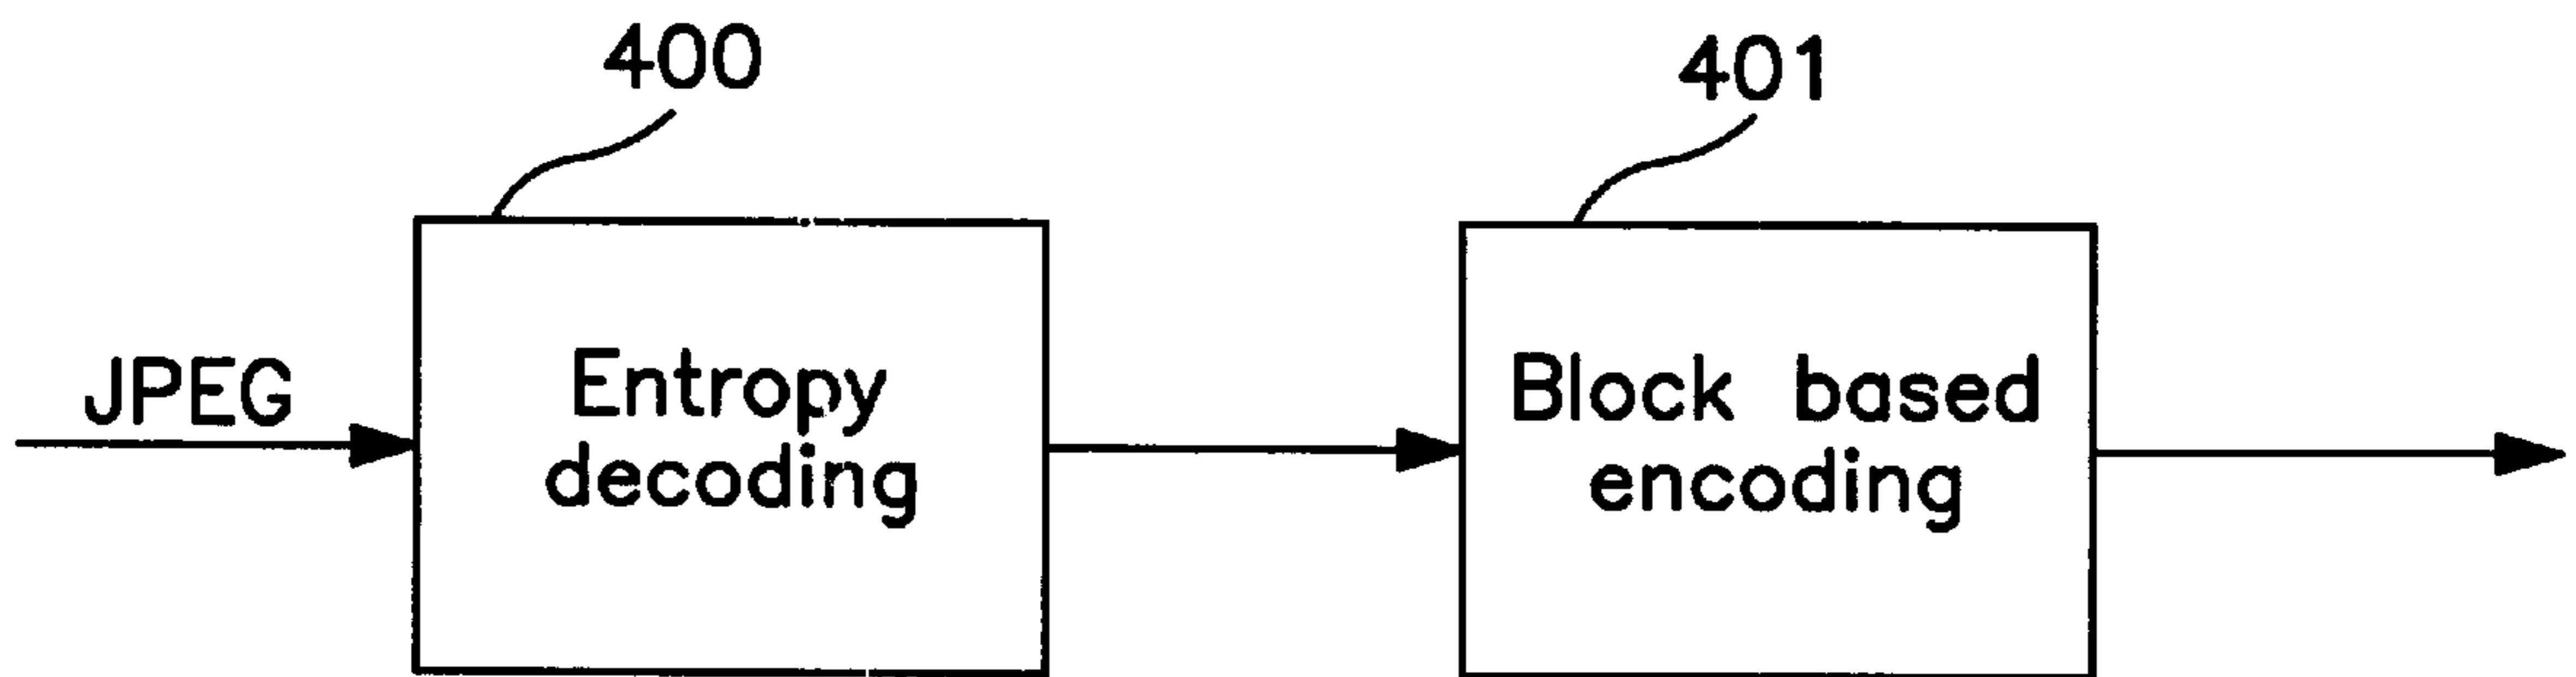 400
401
JPEG
Entropy
decoding
Block based
encoding